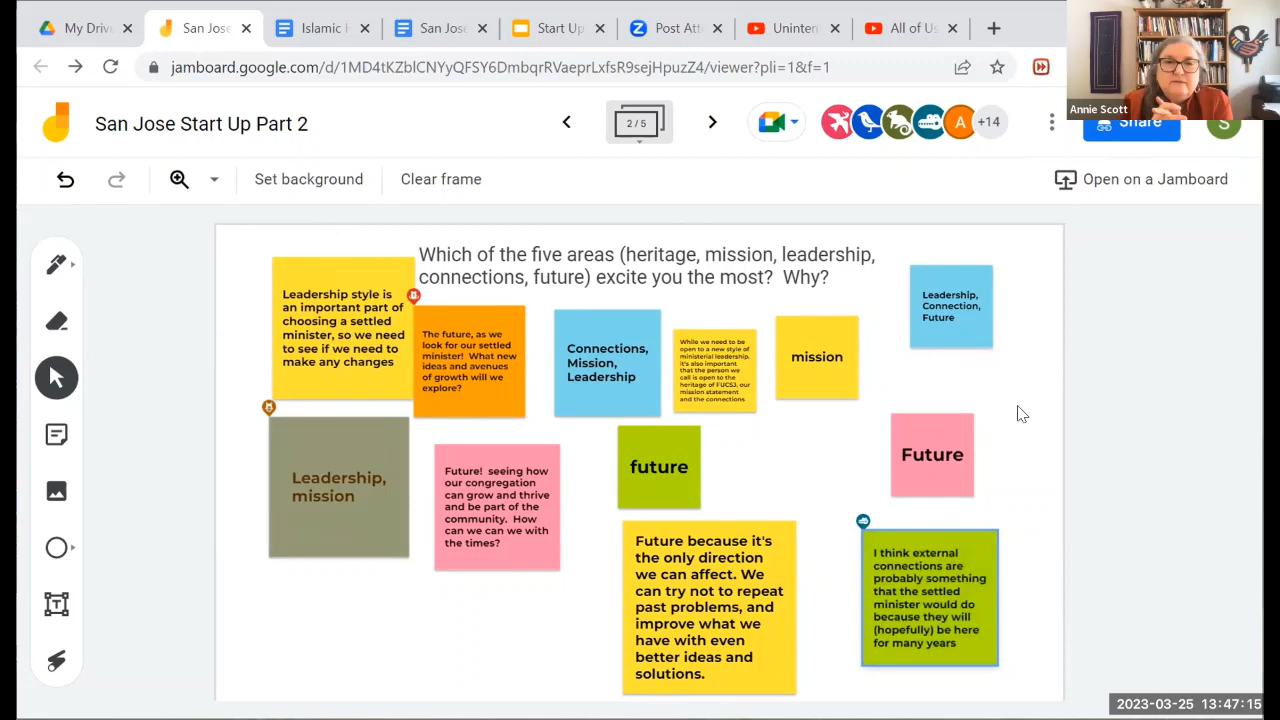 My Drive
San Jose
Islamic H
San Jose
Start Up
Post Att
Uninten
All of Us
jamboard.google.com/d/1MD4tKZblCNYyQFSY6DmbqrRVaeprLxfsR9sejHpuzZ4/viewer?pli=1&f=1
Annie Scott
San Jose Start Up Part 2
2/5
A
+14
Share
S
Set background
Clear frame
Open on a Jamboard
Which of the five areas (heritage, mission, leadership,
connections, future) excite you the most? Why?
Leadership style is
an important part of
choosing a settled
minister, so we need
to see if we need to
make any changes
The future, as we
look for our settled
minister! What new
ideas and avenues
of growth will we
explore?
Connections,
Mission,
Leadership
While we need to be
open to a new style of
ministerial leadership,
it's also important
that the person we
call is open to the
heritage of FUCSJ, our
mission statement
and the connections
mission
Leadership,
Connection,
Future
Leadership,
mission
Future! seeing how
our congregation
can grow and thrive
and be part of the
community. How
can we can we with
the times?
future
Future
Future because it's
the only direction
we can affect. We
can try not to repeat
past problems, and
improve what we
have with even
better ideas and
solutions.
I think external
connections are
probably something
that the settled
minister would do
because they will
(hopefully) be here
for many years
2023-03-25 13:47:15